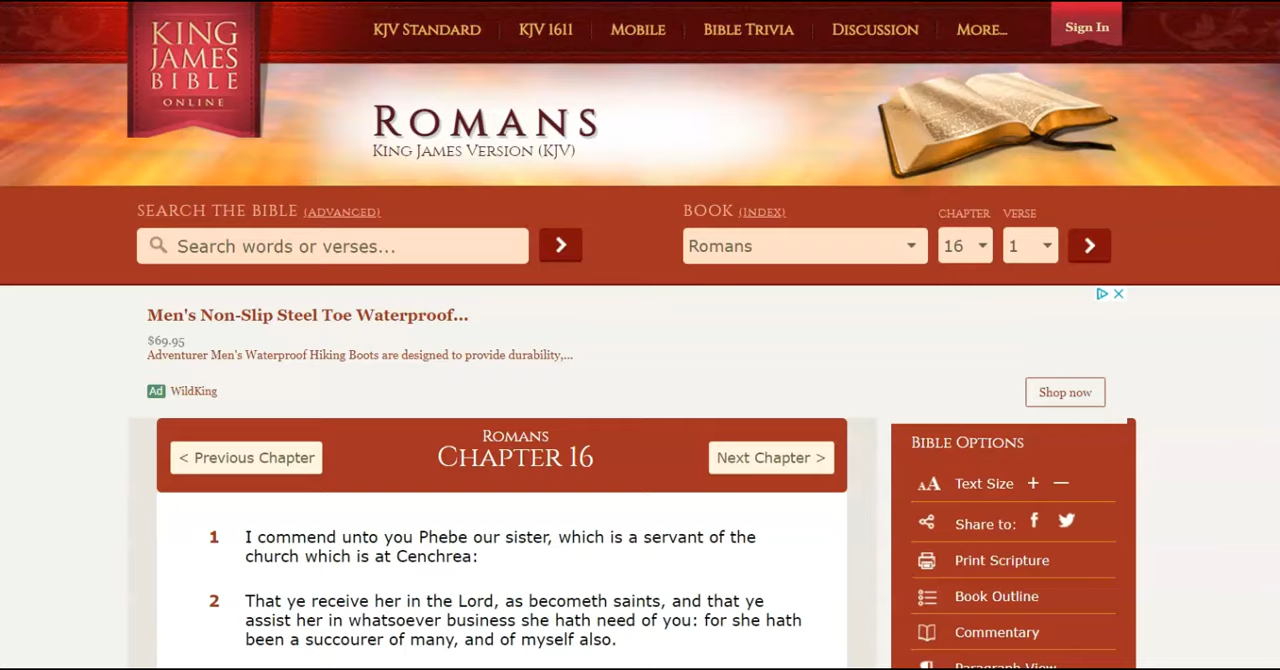 KING
JAMES
BIBLE
ONLINE
KJV STANDARD
KJV 1611
MOBILE
BIBLE TRIVIA
DISCUSSION
MORE...
Sign In
ROMANS
KING JAMES VERSION (KJV)
SEARCH THE BIBLE (ADVANCED)
Search words or verses...
BOOK (INDEX)
CHAPTER
VERSE
Romans
16
1
Men's Non-Slip Steel Toe Waterproof...
$69.95
Adventurer Men's Waterproof Hiking Boots are designed to provide durability,...
Ad WildKing
Shop now
< Previous Chapter
ROMANS
CHAPTER 16
Next Chapter >
1 I commend unto you Phebe our sister, which is a servant of the
church which is at Cenchrea:
2 That ye receive her in the Lord, as becometh saints, and that ye
assist her in whatsoever business she hath need of you: for she hath
been a succourer of many, and of myself also.
BIBLE OPTIONS
AA Text Size + —
Share to:
Print Scripture
Book Outline
Commentary
Paragraph View